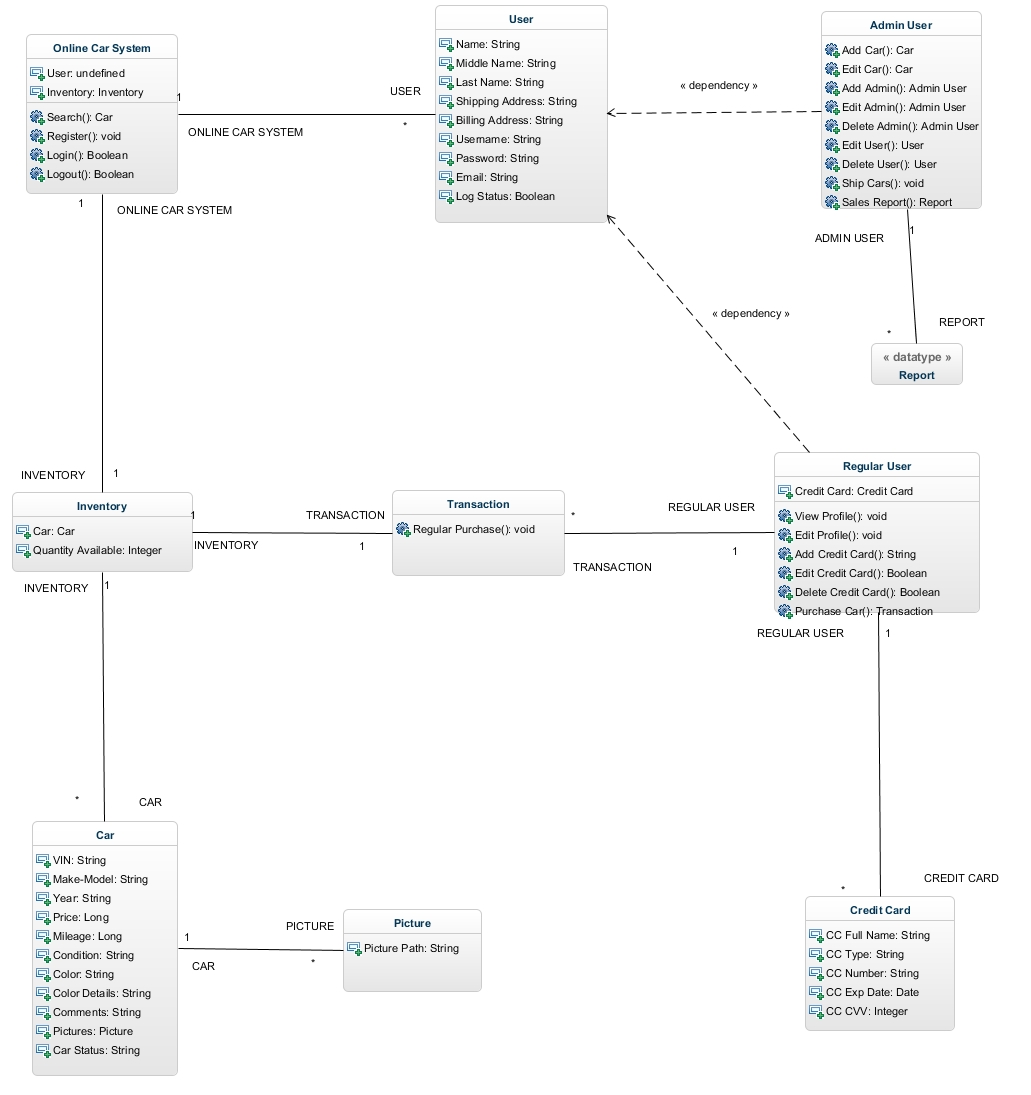 Online Car System
User: undefined
Inventory: Inventory
Search(): Car
Register(): void
Login(): Boolean
Logout(): Boolean
1
USER
ONLINE CAR SYSTEM
*
User
Name: String
Middle Name: String
Last Name: String
Shipping Address: String
Billing Address: String
Username: String
Password: String
Email: String
Log Status: Boolean
« dependency »
Admin User
Add Car(): Car
Edit Car(): Car
Add Admin(): Admin User
Edit Admin(): Admin User
Delete Admin(): Admin User
Edit User(): User
Delete User(): User
Ship Cars(): void
Sales Report(): Report
1
ONLINE CAR SYSTEM
ADMIN USER
1
« dependency »
*
REPORT
« datatype »
Report
INVENTORY
1
Inventory
Car: Car
Quantity Available: Integer
1
TRANSACTION
INVENTORY
1
Transaction
Regular Purchase(): void
*
REGULAR USER
1
TRANSACTION
Regular User
Credit Card: Credit Card
View Profile(): void
Edit Profile(): void
Add Credit Card(): String
Edit Credit Card(): Boolean
Delete Credit Card(): Boolean
Purchase Car(): Transaction
INVENTORY
1
REGULAR USER
1
*
CAR
Car
VIN: String
Make-Model: String
Year: String
Price: Long
Mileage: Long
Condition: String
Color: String
Color Details: String
Comments: String
Pictures: Picture
Car Status: String
1
PICTURE
CAR
*
Picture
Picture Path: String
*
CREDIT CARD
Credit Card
CC Full Name: String
CC Type: String
CC Number: String
CC Exp Date: Date
CC CVV: Integer